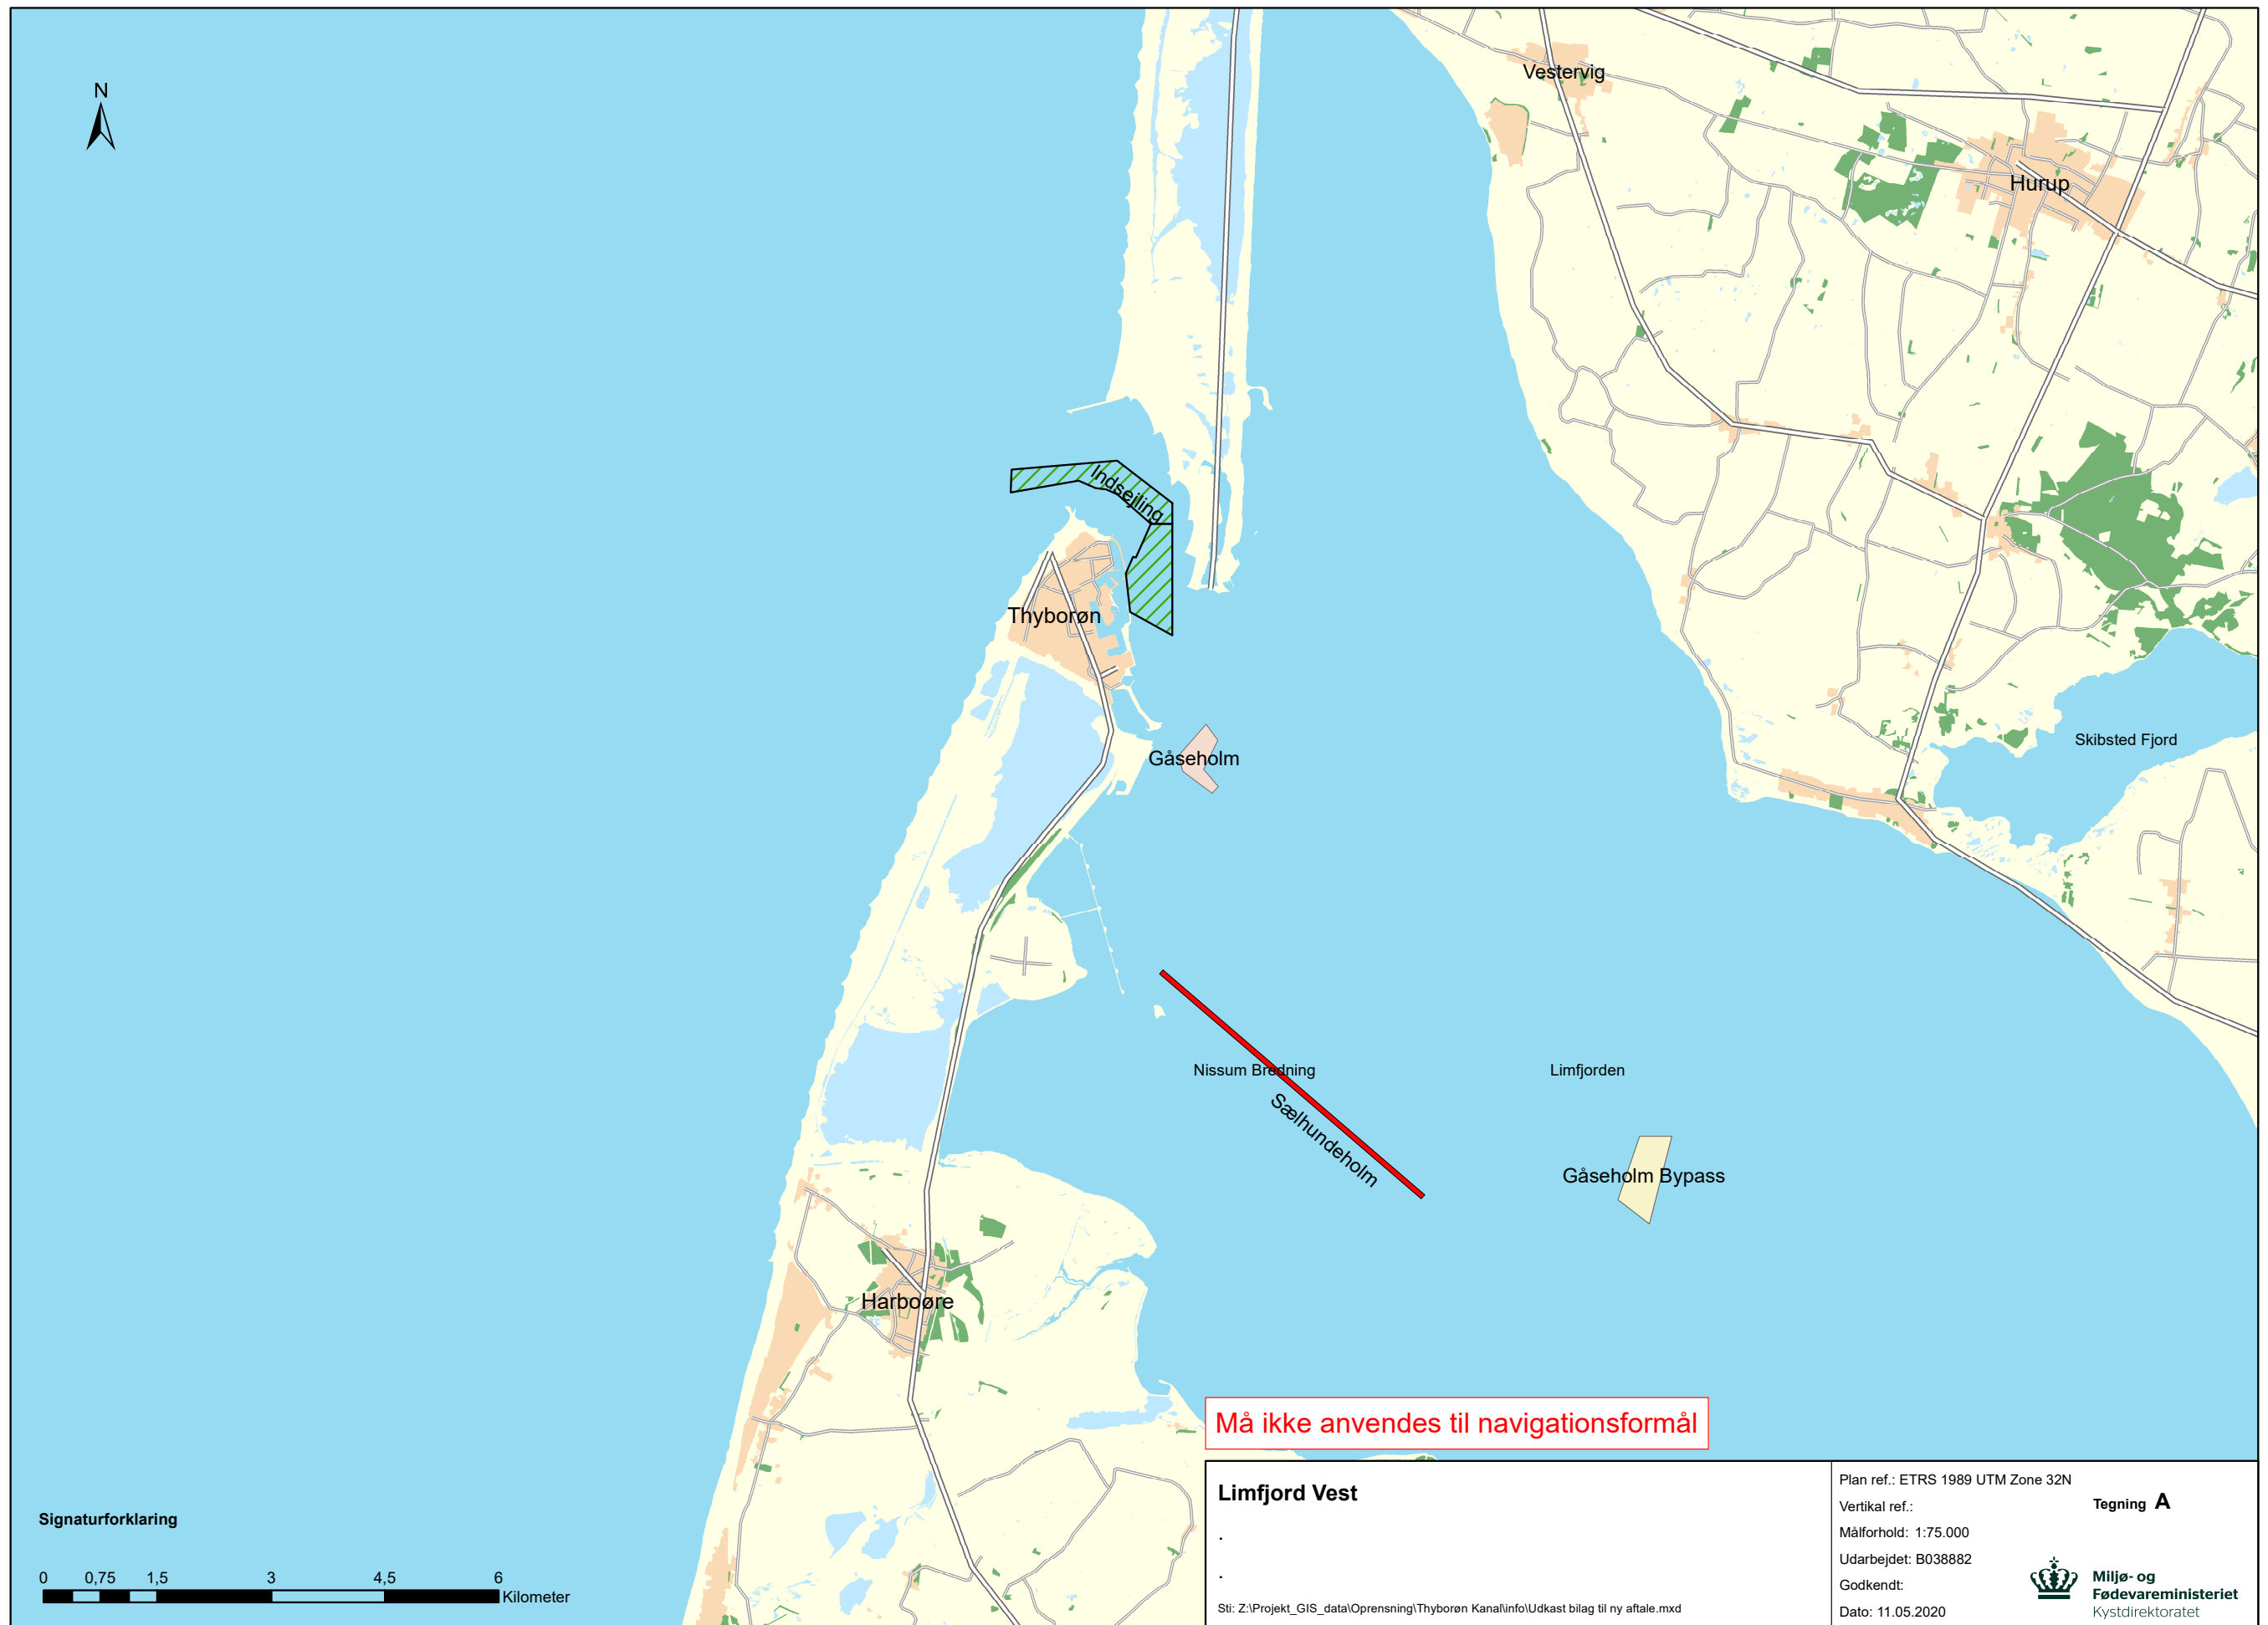 N
Vestervig
Hurup
Indsejling
Thyborøn
Skibsted Fjord
Gåseholm
Nissum Bredning
Limfjorden
Sælhundeholm
Gåseholm Bypass
Harboøre
Må ikke anvendes til navigationsformål
Signaturforklaring
0 0,75 1,5 3 4,5 6
Kilometer
Limfjord Vest
.
.
Sti: Z:\Projekt_GIS_data\Oprensning\Thyborøn Kanal\info\Udkast bilag til ny aftale.mxd
Plan ref.: ETRS 1989 UTM Zone 32N
Vertikal ref.:
Målforhold: 1:75.000
Udarbejdet: B038882
Godkendt:
Dato: 11.05.2020
Tegning A
Miljø- og
Fødevareministeriet
Kystdirektoratet